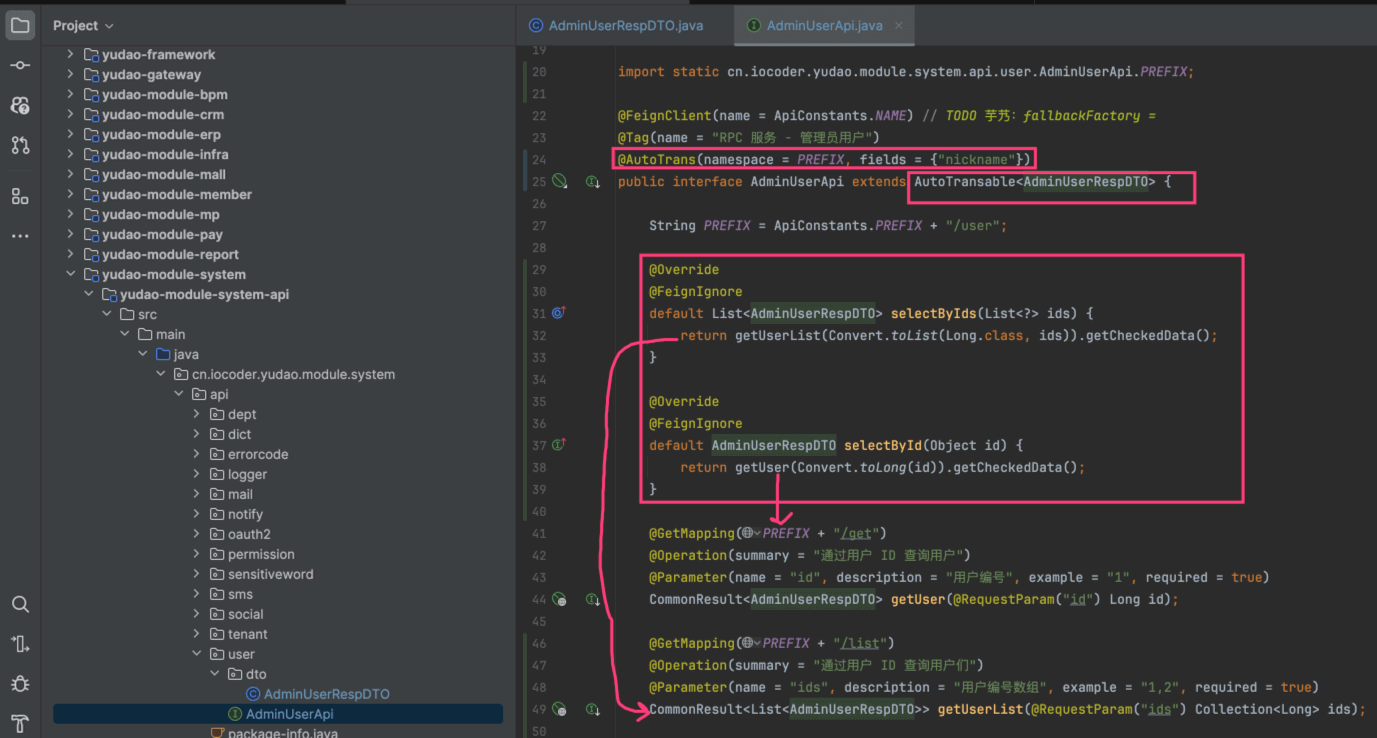 Project
yudao-framework
yudao-gateway
yudao-module-bpm
yudao-module-crm
yudao-module-erp
yudao-module-infra
yudao-module-mall
yudao-module-member
yudao-module-mp
yudao-module-pay
yudao-module-report
yudao-module-system
yudao-module-system-api
src
main
java
cn.iocoder.yudao.module.system
api
dept
dict
errorcode
logger
mail
notify
oauth2
permission
sensitiveword
sms
social
tenant
user
dto
AdminUserRespDTO
AdminUserApi
package-info.java
AdminUserRespDTO.java
AdminUserApi.java
19
20 import static cn.iocoder.yudao.module.system.api.user.AdminUserApi.PREFIX;
21
22 @FeignClient(name = ApiConstants.NAME) // TODO 芋艿：fallbackFactory =
23 @Tag(name = "RPC 服务 - 管理员用户")
24 @AutoTrans(namespace = PREFIX, fields = {"nickname"})
25 public interface AdminUserApi extends AutoTransable<AdminUserRespDTO> {
26
27 String PREFIX = ApiConstants.PREFIX + "/user";
28
29 @Override
30 @FeignIgnore
31 default List<AdminUserRespDTO> selectByIds(List<?> ids) {
32 return getUserList(Convert.toList(Long.class, ids)).getCheckedData();
33 }
34
35 @Override
36 @FeignIgnore
37 default AdminUserRespDTO selectById(Object id) {
38 return getUser(Convert.toLong(id)).getCheckedData();
39 }
40
41 @GetMapping(PREFIX + "/get")
42 @Operation(summary = "通过用户 ID 查询用户")
43 @Parameter(name = "id", description = "用户编号", example = "1", required = true)
44 CommonResult<AdminUserRespDTO> getUser(@RequestParam("id") Long id);
45
46 @GetMapping(PREFIX + "/list")
47 @Operation(summary = "通过用户 ID 查询用户们")
48 @Parameter(name = "ids", description = "用户编号数组", example = "1,2", required = true)
49 CommonResult<List<AdminUserRespDTO>> getUserList(@RequestParam("ids") Collection<Long> ids);
50